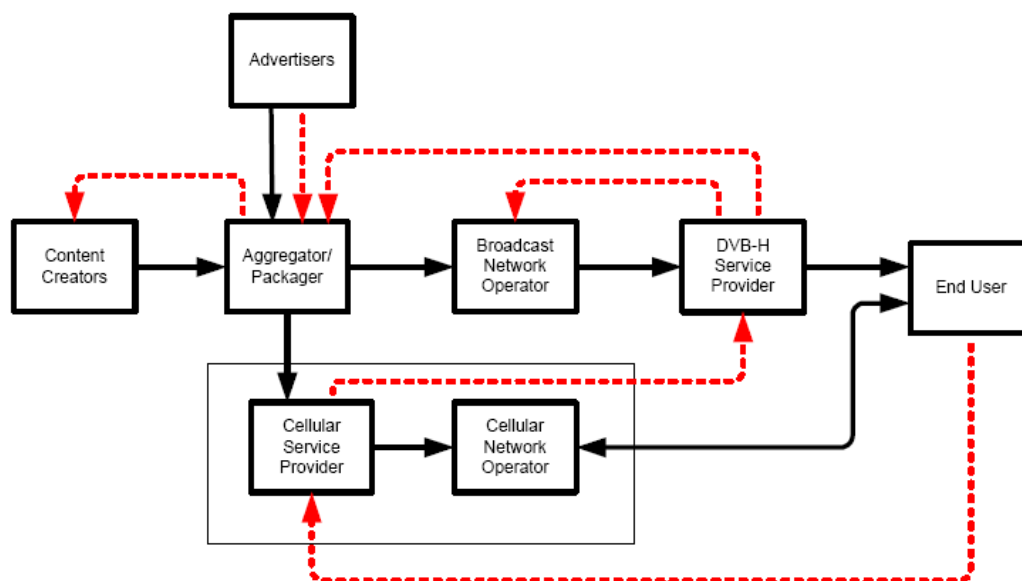 Advertisers
Content
Creators
Aggregator/
Packager
Broadcast
Network
Operator
DVB-H
Service
Provider
End User
Cellular
Service
Provider
Cellular
Network
Operator